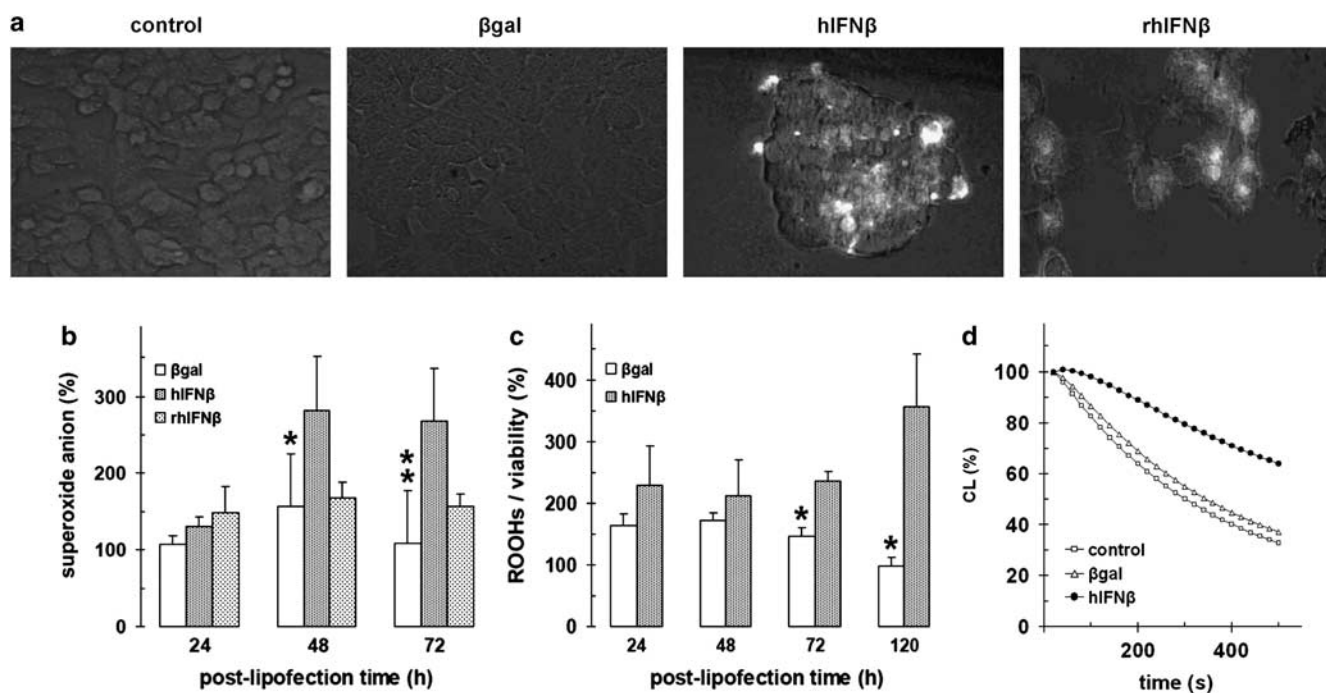 a
control
βgal
hIFNβ
rhIFNβ
b
superoxide anion (%)
300
200
100
0
βgal
hIFNβ
rhIFNβ
*
**
24
48
72
post-lipofection time (h)
c
ROOHs / viability (%)
400
300
200
100
0
βgal
hIFNβ
*
*
24
48
72
120
post-lipofection time (h)
d
CL (%)
100
80
60
40
20
0
control
βgal
hIFNβ
200
400
time (s)